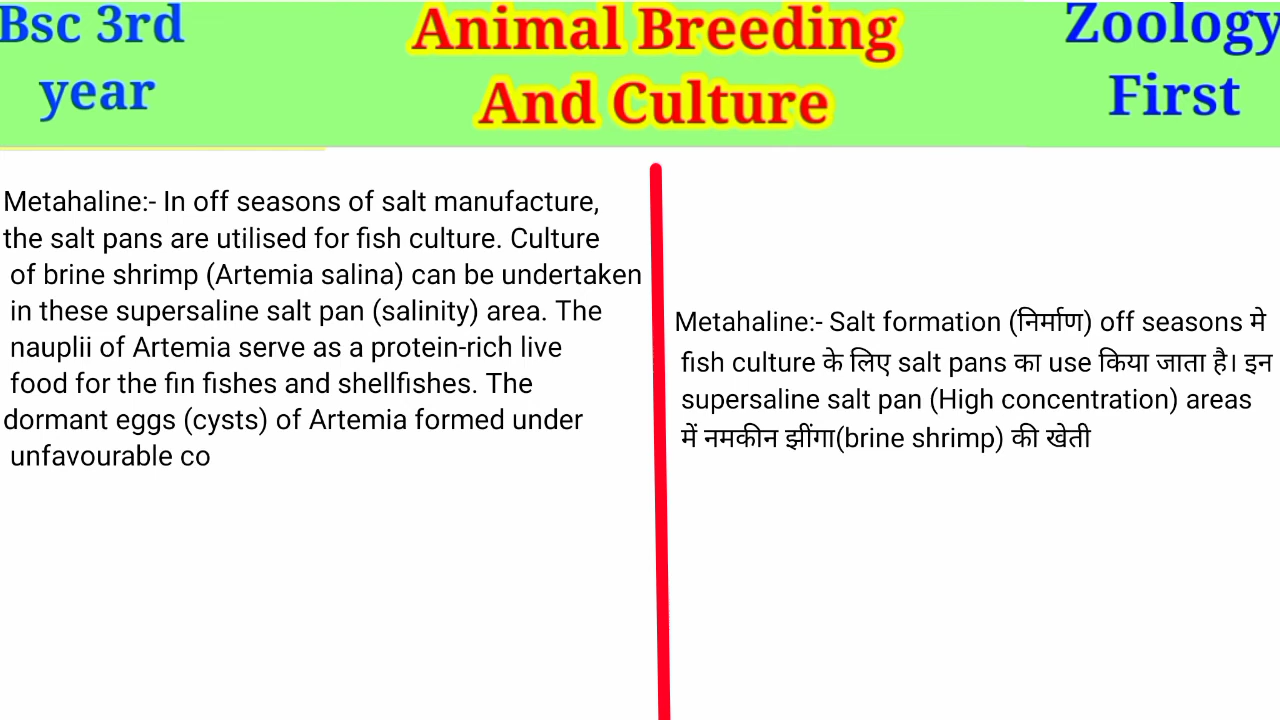 Bsc 3rd
year
Animal Breeding
And Culture
Zoology
First
Metahaline:- In off seasons of salt manufacture,
the salt pans are utilised for fish culture. Culture
of brine shrimp (Artemia salina) can be undertaken
in these supersaline salt pan (salinity) area. The
nauplii of Artemia serve as a protein-rich live
food for the fin fishes and shellfishes. The
dormant eggs (cysts) of Artemia formed under
unfavourable co
Metahaline:- Salt formation (निर्माण) off seasons मे
fish culture के लिए salt pans का use किया जाता है। इन
supersaline salt pan (High concentration) areas
में नमकीन झींगा(brine shrimp) की खेती